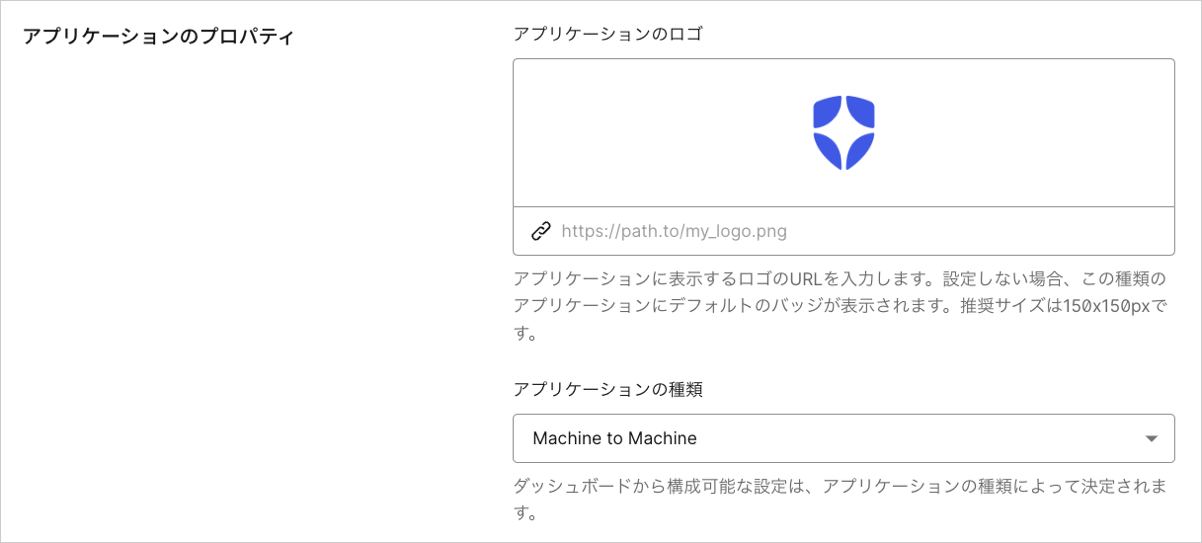 アプリケーションのプロパティ
アプリケーションのロゴ
https://path.to/my_logo.png
アプリケーションに表示するロゴのURLを入力します。設定しない場合、この種類の
アプリケーションにデフォルトのバッジが表示されます。推奨サイズは150x150pxで
す。
アプリケーションの種類
Machine to Machine
ダッシュボードから構成可能な設定は、アプリケーションの種類によって決定されま
す。